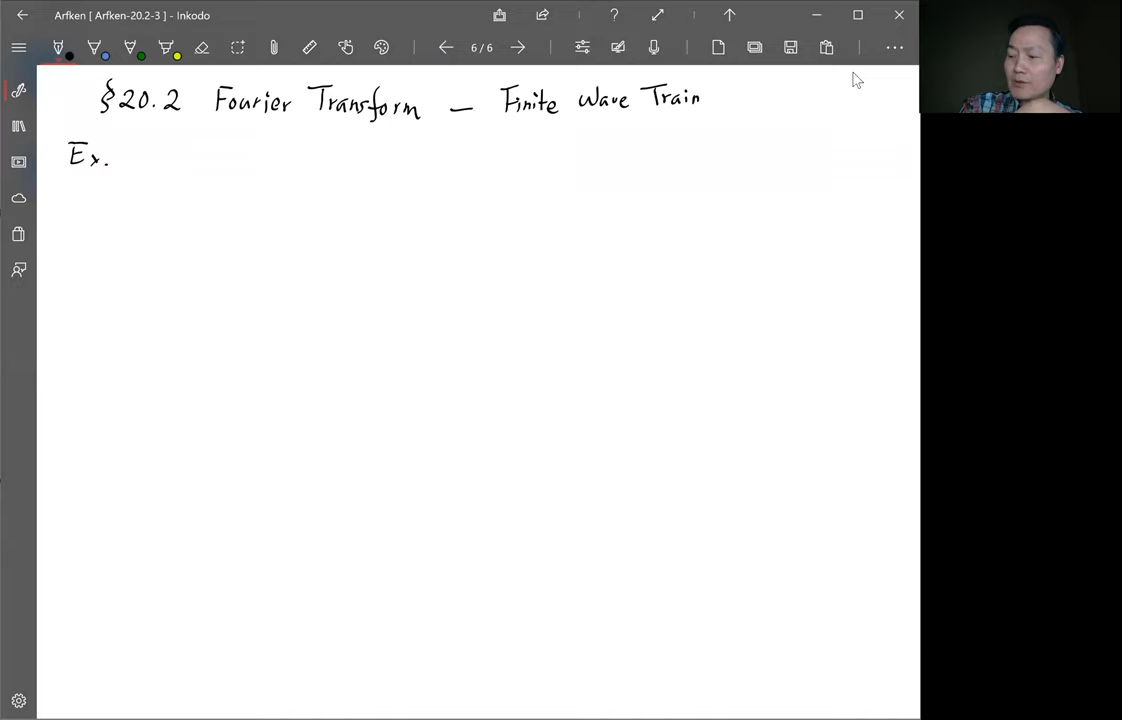 Arfken [ Arfken-20.2-3 ] - Inkodo
6 / 6
§20.2 Fourier Transform — Finite Wave Train
Ex.